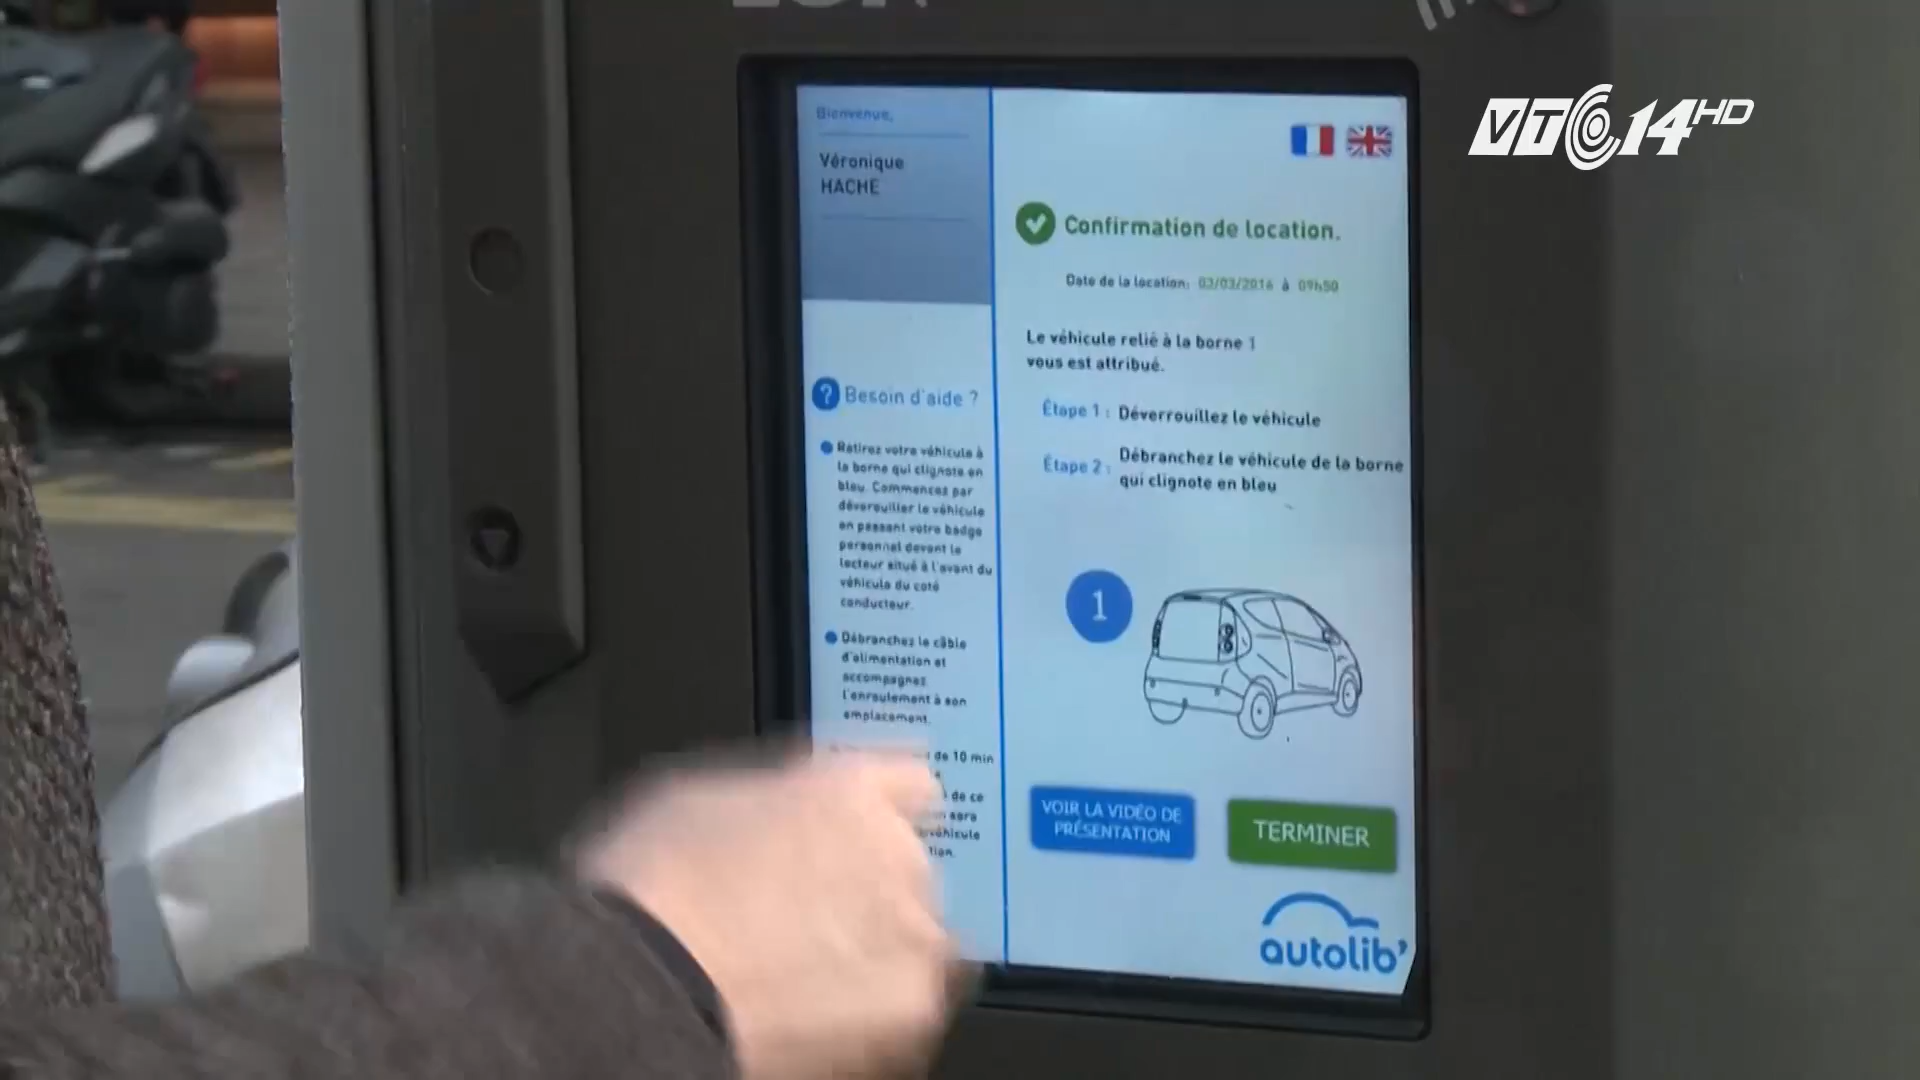 VTC14 HD
Bienvenue,
Véronique
HACHE
Confirmation de location.
Date de la location: 03/03/2016 à 09h50
Le véhicule relié à la borne 1
vous est attribué.
Étape 1 : Déverrouillez le véhicule
Étape 2 : Débranchez le véhicule de la borne
qui clignote en bleu
1
VOIR LA VIDÉO DE
PRÉSENTATION
TERMINER
autolib'
? Besoin d'aide ?
Retirez votre véhicule à
la borne qui clignote en
bleu. Commencez par
déverouiller le véhicule
en passant votre badge
personnel devant le
lecteur situé à l'avant du
véhicule du coté
conducteur.
Débranchez le câble
d'alimentation et
accompagnez
l'enroulement à son
emplacement.
de 10 min
de ce
sera
véhicule